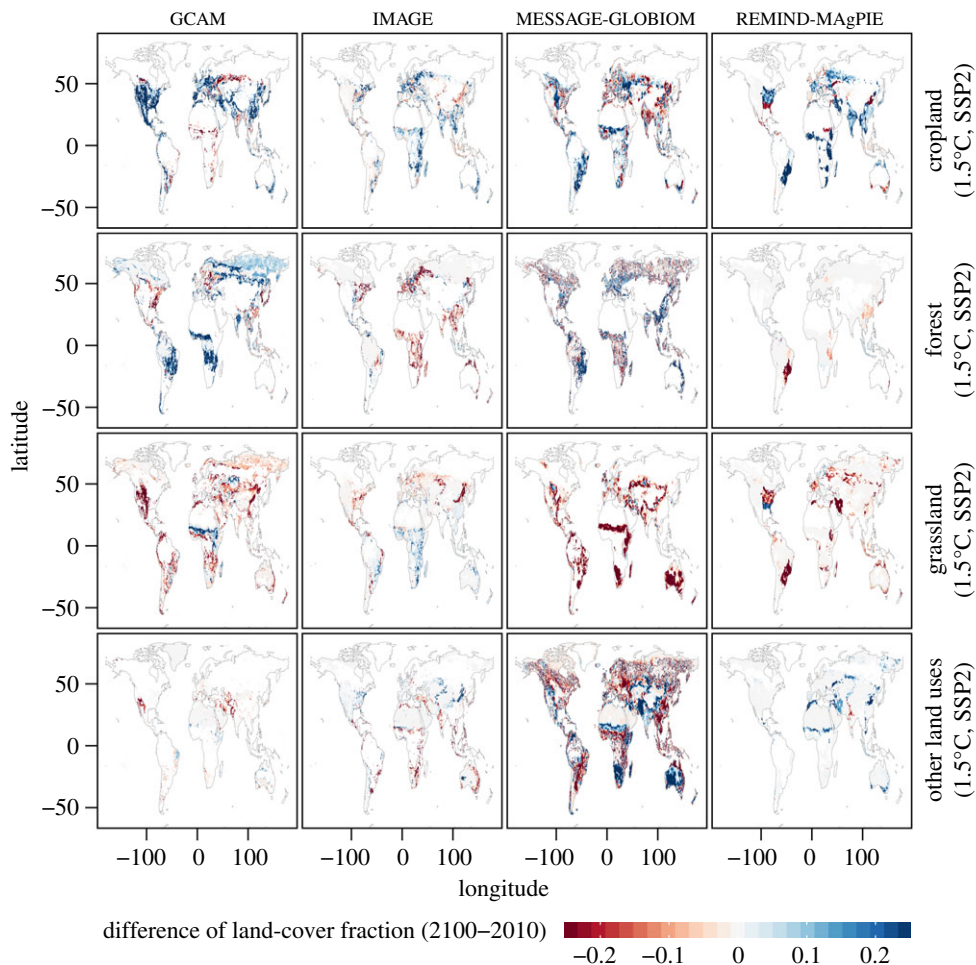 GCAM IMAGE MESSAGE-GLOBIOM REMIND-MAgPIE
50
0
−50
cropland
(1.5°C, SSP2)
50
0
−50
forest
(1.5°C, SSP2)
latitude
50
0
−50
grassland
(1.5°C, SSP2)
50
0
−50
other land uses
(1.5°C, SSP2)
−100 0 100 −100 0 100 −100 0 100 −100 0 100
longitude
difference of land-cover fraction (2100–2010)
−0.2 −0.1 0 0.1 0.2